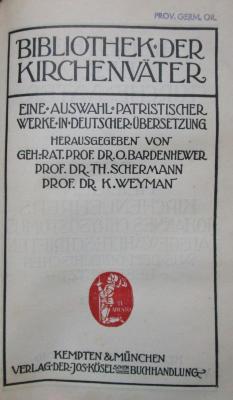 PROV. GERM. OR.
BIBLIOTHEK·DER
KIRCHENVÄTER
EINE·AUSWAHL·PATRISTISCHER
WERKE·IN·DEUTSCHER·ÜBERSETZUNG
HERAUSGEGEBEN VON
GEH:RAT. PROF. DR. O. BARDENHEWER
PROF. DR. TH. SCHERMANN
PROF. DR. K. WEYMAN
KEMPTEN & MÜNCHEN
VERLAG·DER·JOS·KÖSEL'SCHEN BUCHHANDLUNG